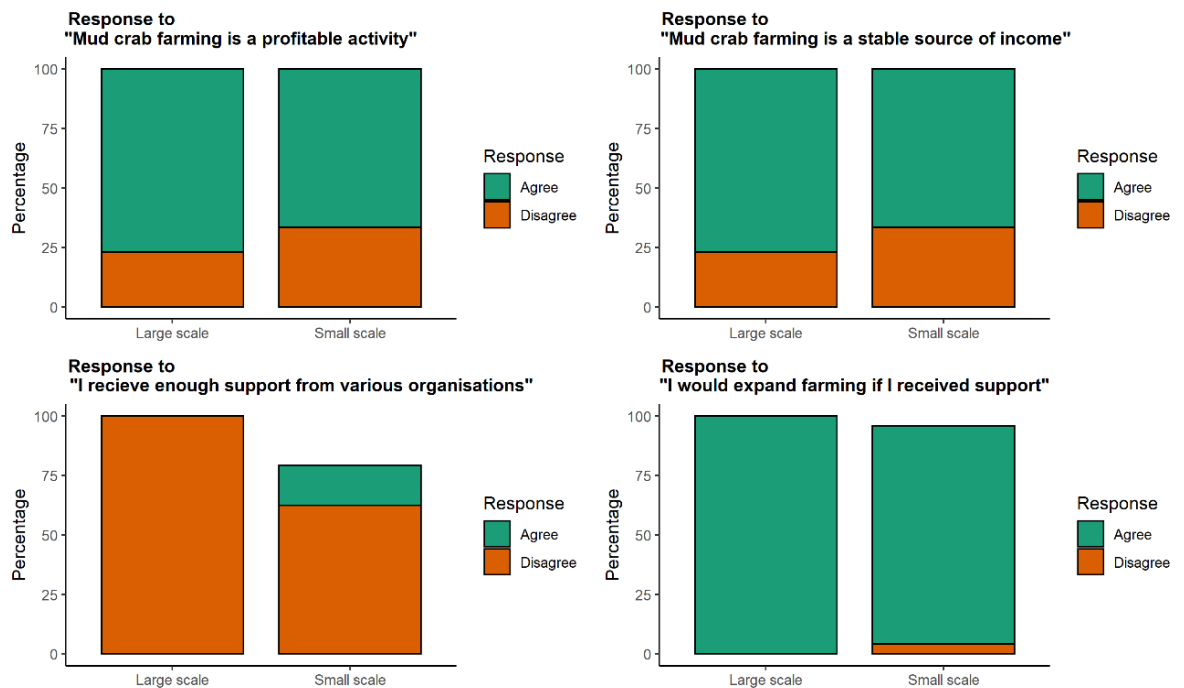 Response to
"Mud crab farming is a profitable activity"
100
75
50
25
0
Percentage
Large scale
Small scale
Response
Agree
Disagree
Response to
"Mud crab farming is a stable source of income"
100
75
50
25
0
Percentage
Large scale
Small scale
Response
Agree
Disagree
Response to
"I recieve enough support from various organisations"
100
75
50
25
0
Percentage
Large scale
Small scale
Response
Agree
Disagree
Response to
"I would expand farming if I received support"
100
75
50
25
0
Percentage
Large scale
Small scale
Response
Agree
Disagree